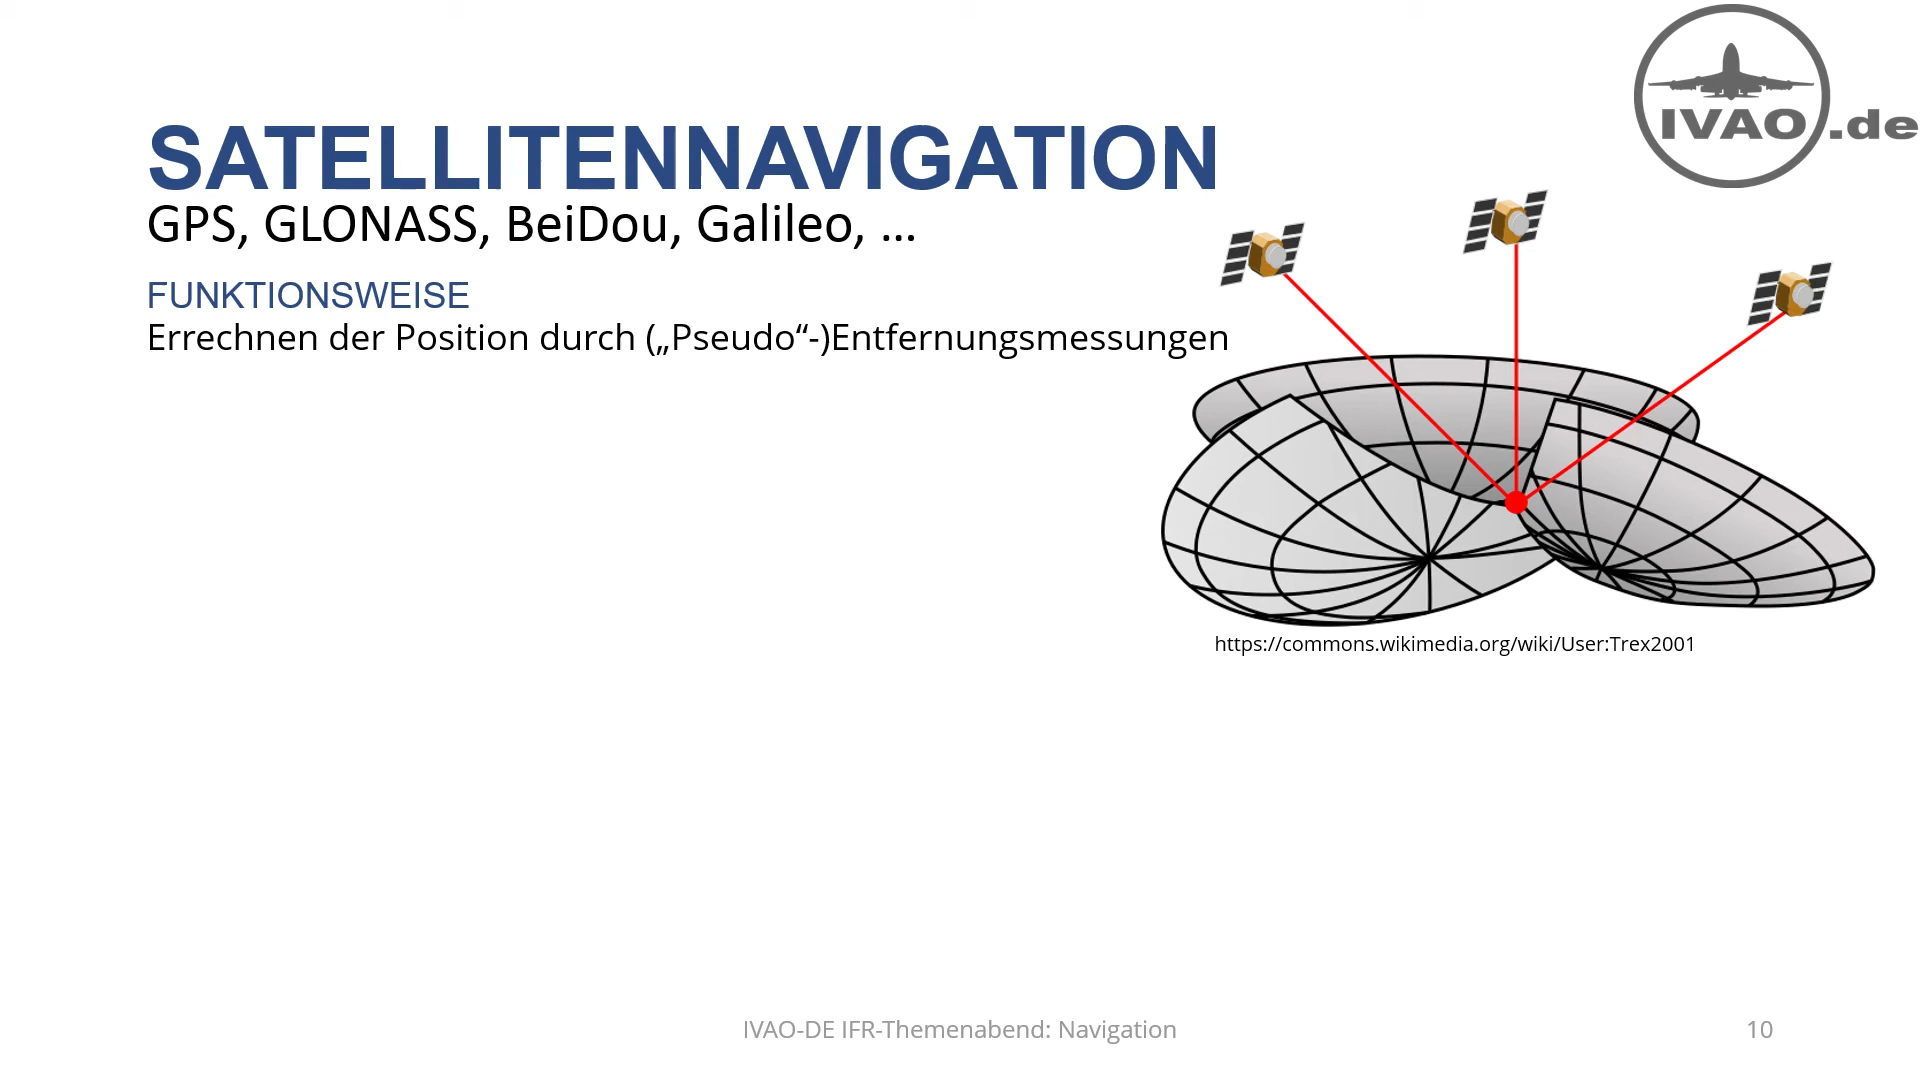 IVAO.de
SATELLITENNAVIGATION
GPS, GLONASS, BeiDou, Galileo, …
FUNKTIONSWEISE
Errechnen der Position durch („Pseudo“-)Entfernungsmessungen
https://commons.wikimedia.org/wiki/User:Trex2001
IVAO-DE IFR-Themenabend: Navigation
10